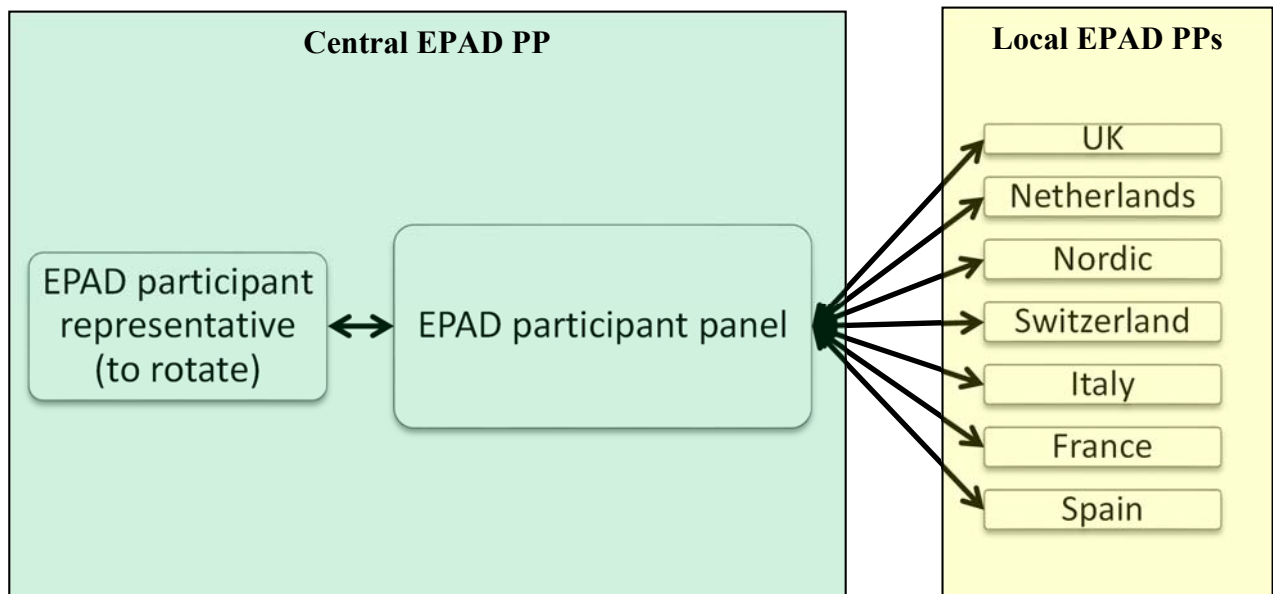 Central EPAD PP
EPAD participant
representative
(to rotate)
EPAD participant panel
Local EPAD PPs
UK
Netherlands
Nordic
Switzerland
Italy
France
Spain